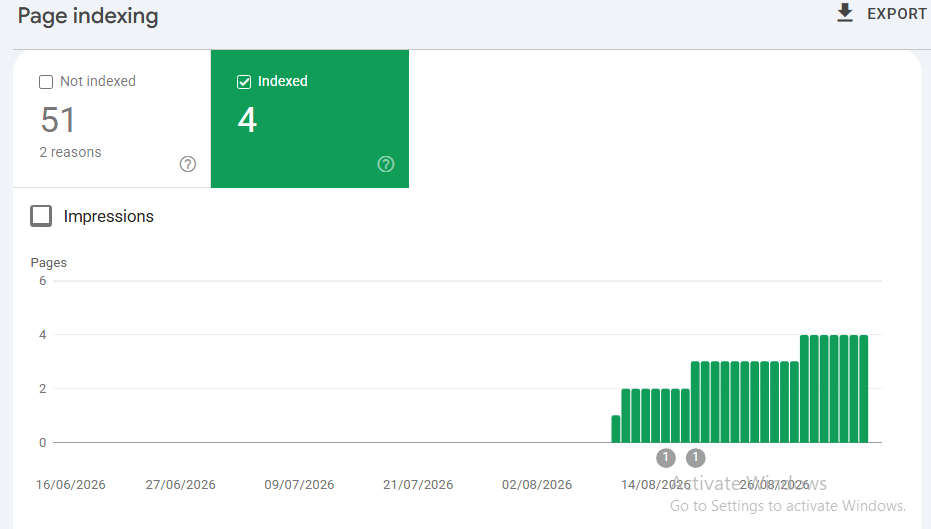 Page indexing
EXPORT
Not indexed
Indexed
51
4
2 reasons
Impressions
Pages
6
4
2
0
1
1
16/06/2026
27/06/2026
09/07/2026
21/07/2026
02/08/2026
14/08/2026
26/08/2026
Activate Windows
Go to Settings to activate Windows.